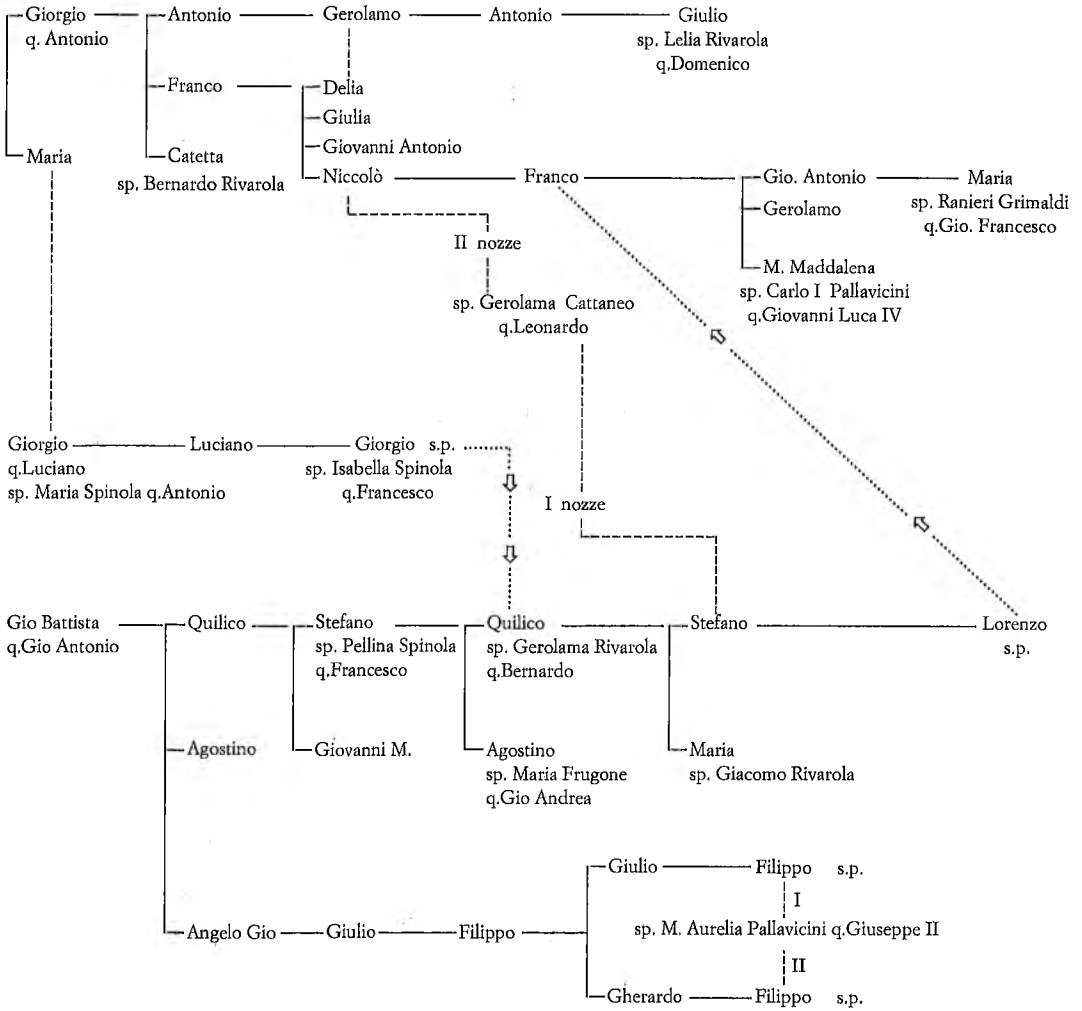 Giorgio Antonio Gerolamo Antonio Giulio
q. Antonio sp. Lelia Rivarola
q.Domenico
Franco Delia
Giulia
Giovanni Antonio
Maria Catetta
sp. Bernardo Rivarola Niccolò Franco Gio. Antonio Maria
sp. Ranieri Grimaldi
Gerolamo q.Gio. Francesco
II nozze
M. Maddalena
sp. Carlo I Pallavicini
q.Giovanni Luca IV
sp. Gerolama Cattaneo
q.Leonardo
Giorgio Luciano Giorgio s.p.
q.Luciano sp. Isabella Spinola
sp. Maria Spinola q.Antonio q.Francesco
I nozze
Gio Battista Quilico Stefano Quilico Stefano Lorenzo
q.Gio Antonio sp. Pellina Spinola sp. Gerolama Rivarola s.p.
q.Francesco q.Bernardo
Agostino Giovanni M. Agostino Maria
sp. Maria Frugone sp. Giacomo Rivarola
q.Gio Andrea
Giulio Filippo s.p.
I
Angelo Gio Giulio Filippo sp. M. Aurelia Pallavicini q.Giuseppe II
II
Gherardo Filippo s.p.